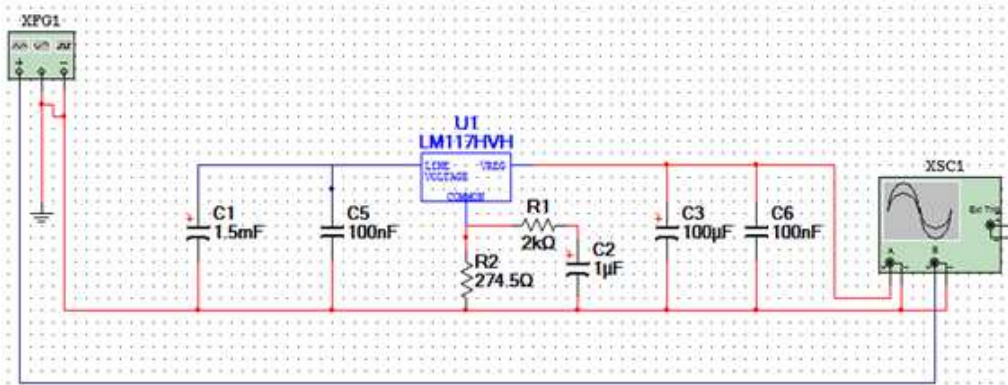 XFG1
U1
LM117HVH
LINE VREG
VOLTAGE
COMMON
XSC1
Ext Trig
C1
1.5mF
C5
100nF
R1
2kΩ
C2
1µF
R2
274.5Ω
C3
100µF
C6
100nF
A B